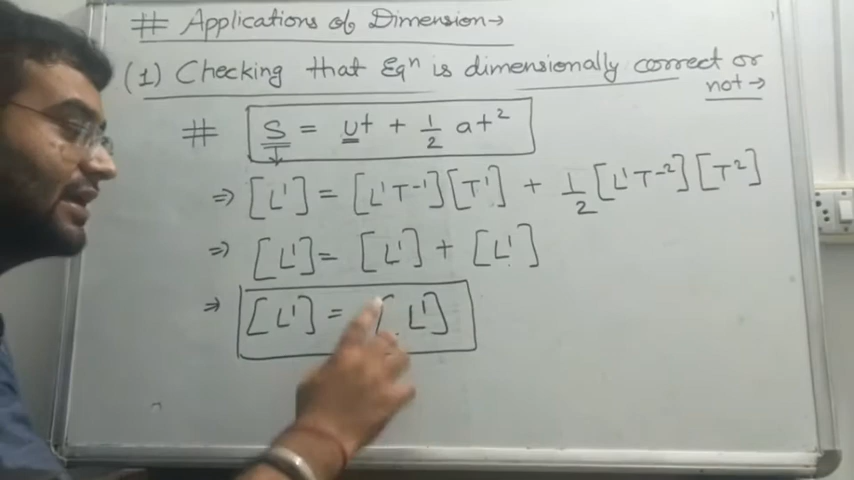 # Applications of Dimension→
(1) Checking that Eqⁿ is dimensionally correct or
not→
# S = ut + 1/2 at²
⇒ [L¹] = [L¹T⁻¹][T¹] + 1/2 [L¹T⁻²][T²]
⇒ [L¹] = [L¹] + [L¹]
⇒ [L¹] = [L¹]